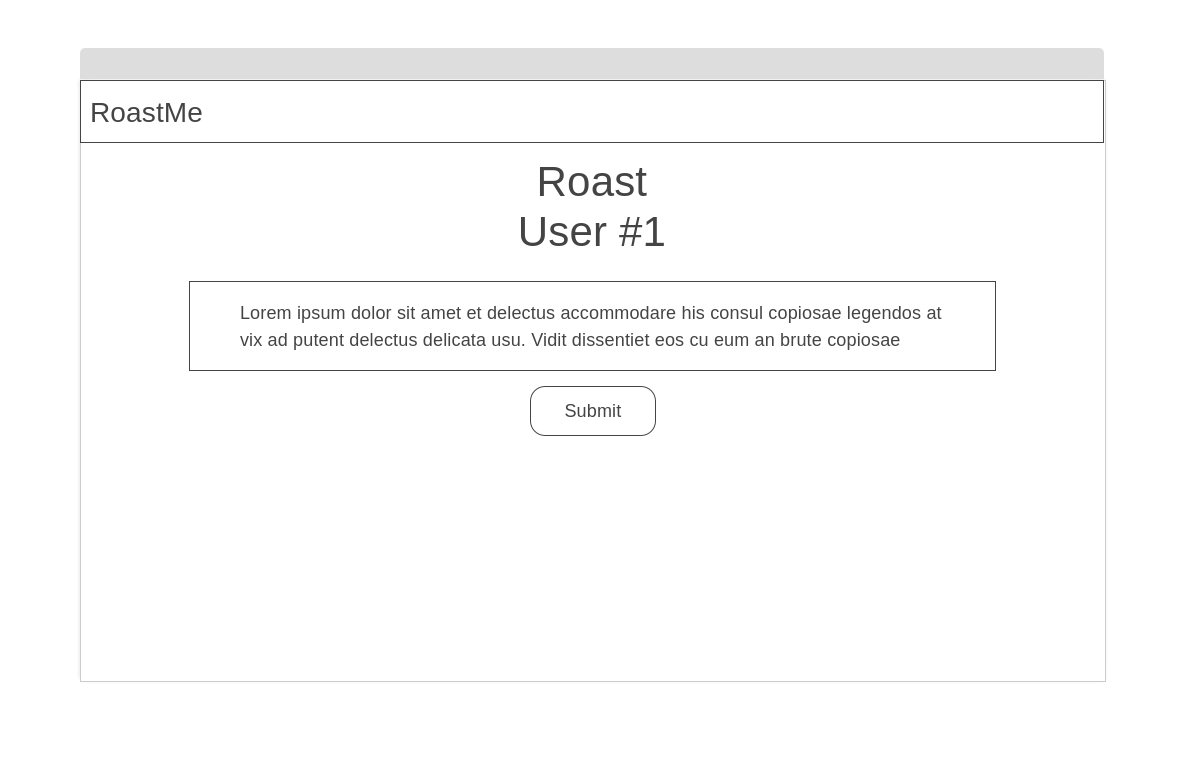 RoastMe
Roast
User #1
Lorem ipsum dolor sit amet et delectus accommodare his consul copiosae legendos at
vix ad putent delectus delicata usu. Vidit dissentiet eos cu eum an brute copiosae
Submit